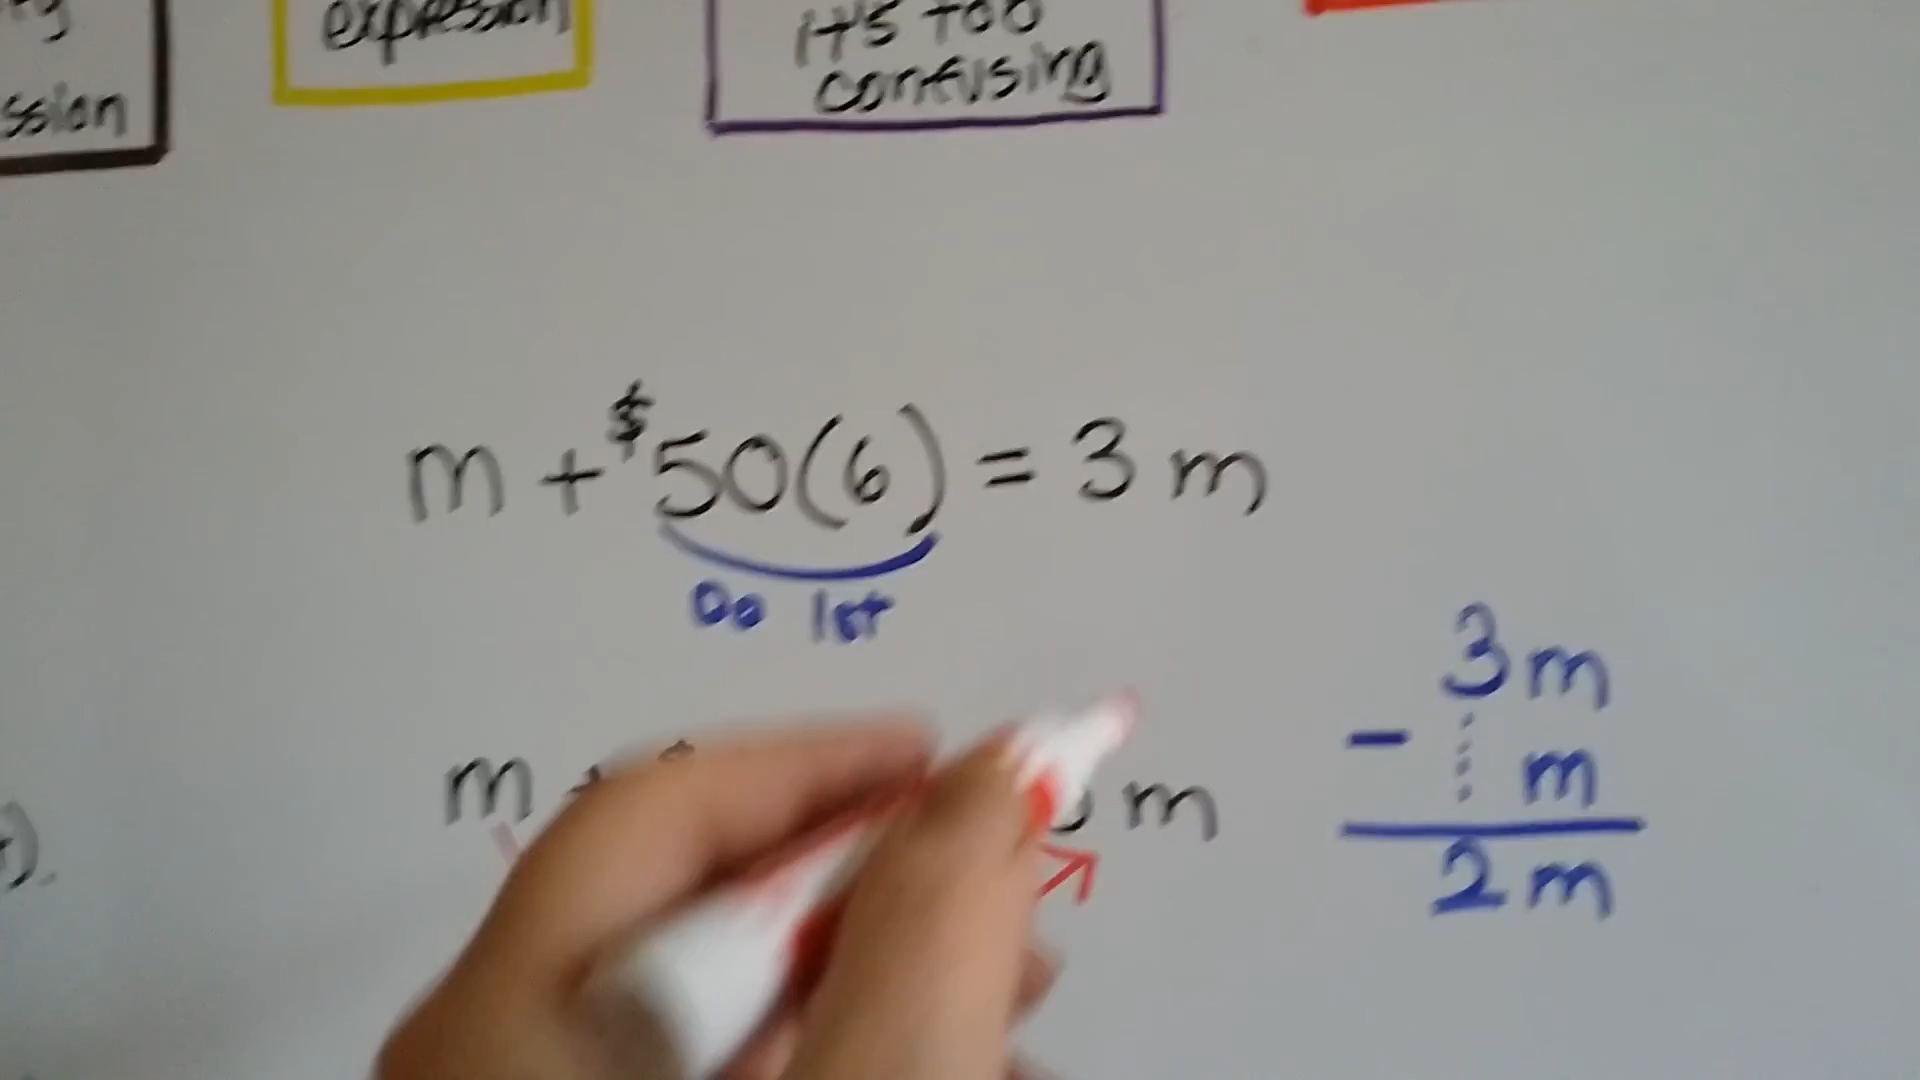 expression
it's too
confusing
ssion
m + $50(6) = 3m
Do 1st
m + $ m
3m
- m
2m